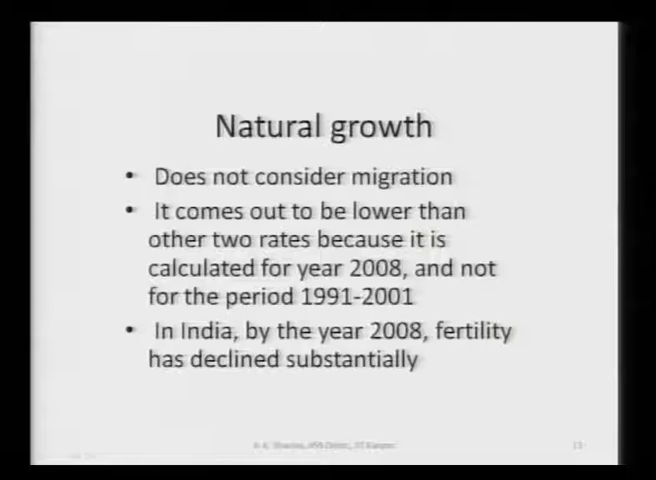 Natural growth
• Does not consider migration
• It comes out to be lower than
other two rates because it is
calculated for year 2008, and not
for the period 1991-2001
• In India, by the year 2008, fertility
has declined substantially